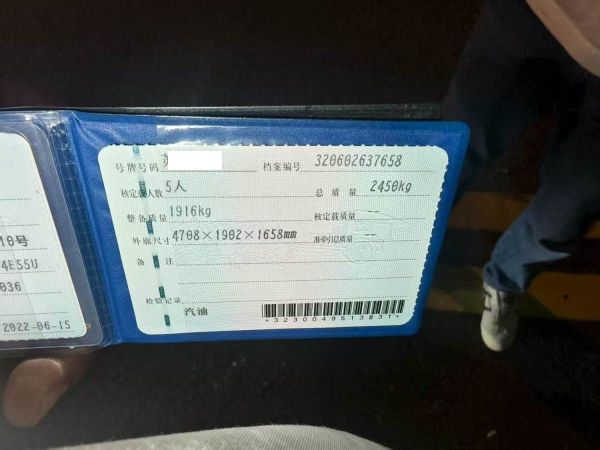 10号
4E55U
036
2022-06-15
号牌号码
档案编号 320602637658
核定载人数 5人
总质量 2450kg
整备质量 1916kg
核定载质量 --
外廓尺寸 4708×1902×1658mm
准牵引总质量 --
备注
检验记录
汽油
*3230049513831*